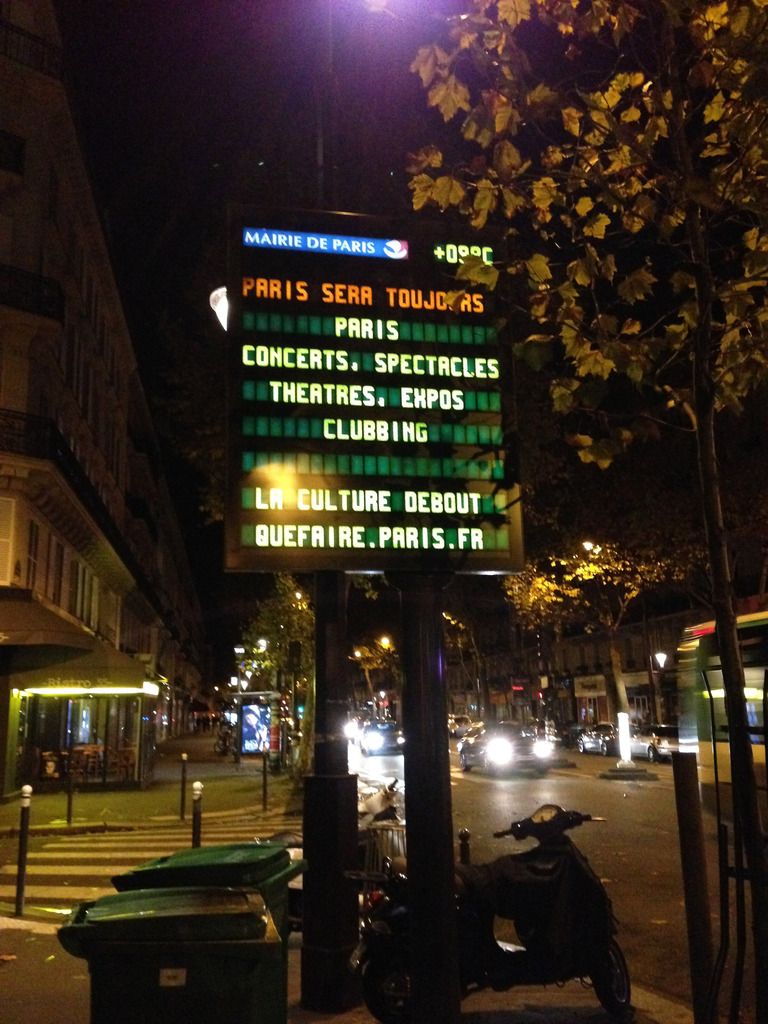 MAIRIE DE PARIS
+09°C
PARIS SERA TOUJOURS
PARIS
CONCERTS, SPECTACLES
THEATRES, EXPOS
CLUBBING
LA CULTURE DEBOUT
QUEFAIRE.PARIS.FR
Bistro